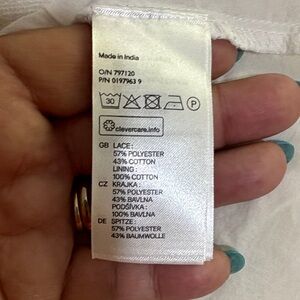 Made in India
O/N 797120
P/N 0197963 9
30 P
clevercare.info
GB LACE:
57% POLYESTER
43% COTTON
LINING:
100% COTTON
CZ KRAJKA:
57% POLYESTER
43% BAVLNA
PODŠÍVKA:
100% BAVLNA
DE SPITZE:
57% POLYESTER
43% BAUMWOLLE